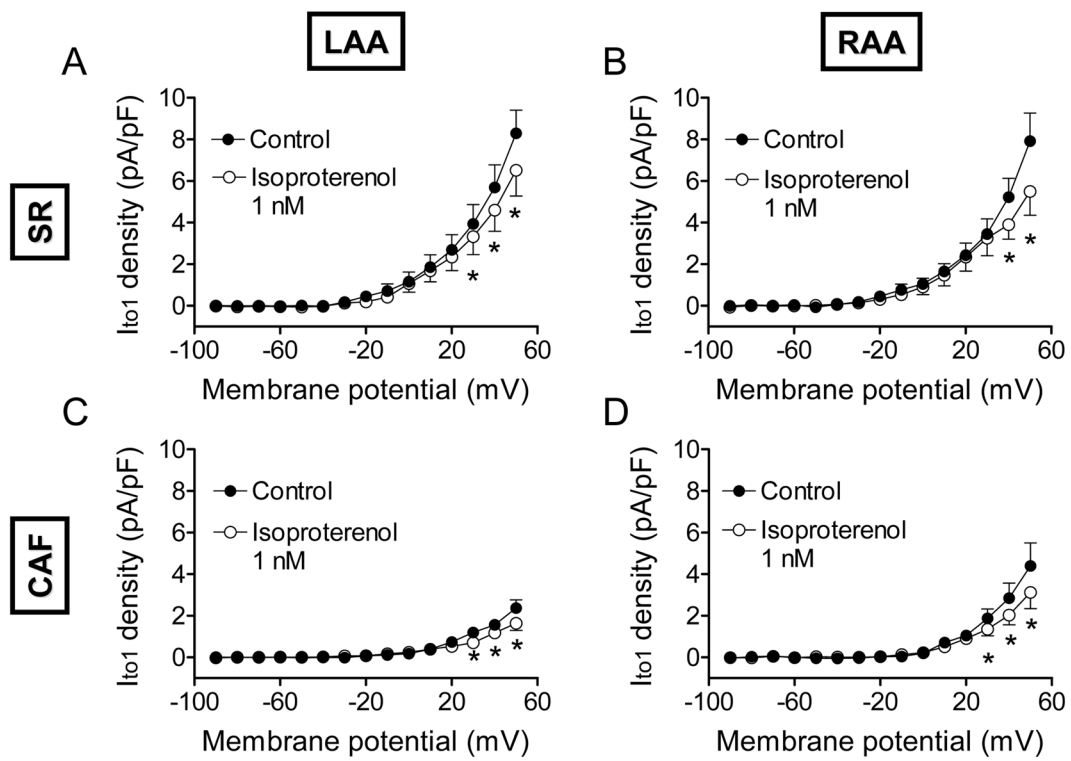 LAA
RAA
A
B
SR
Ito1 density (pA/pF)
10
8
6
4
2
0
Control
Isoproterenol
1 nM
*
*
*
-100
-60
-20
20
60
Membrane potential (mV)
Ito1 density (pA/pF)
10
8
6
4
2
0
Control
Isoproterenol
1 nM
*
*
-100
-60
-20
20
60
Membrane potential (mV)
C
D
CAF
Ito1 density (pA/pF)
10
8
6
4
2
0
Control
Isoproterenol
1 nM
*
*
*
-100
-60
-20
20
60
Membrane potential (mV)
Ito1 density (pA/pF)
10
8
6
4
2
0
Control
Isoproterenol
1 nM
*
*
*
-100
-60
-20
20
60
Membrane potential (mV)